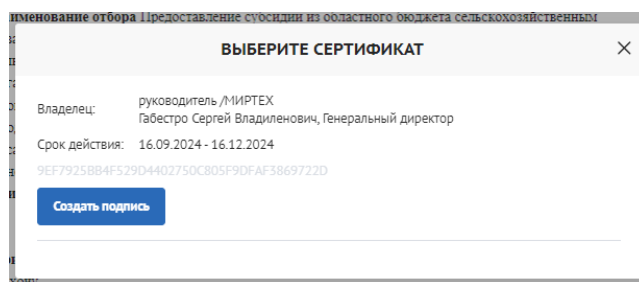 именование отбора Предоставление субсидии из областного бюджета сельскохозяйственным
ВЫБЕРИТЕ СЕРТИФИКАТ
Владелец: руководитель /МИРТЕХ
Габестро Сергей Владиленович, Генеральный директор
Срок действия: 16.09.2024 - 16.12.2024
9EF7925BB4F529D4402750C805F9DFAF3869722D
Создать подпись